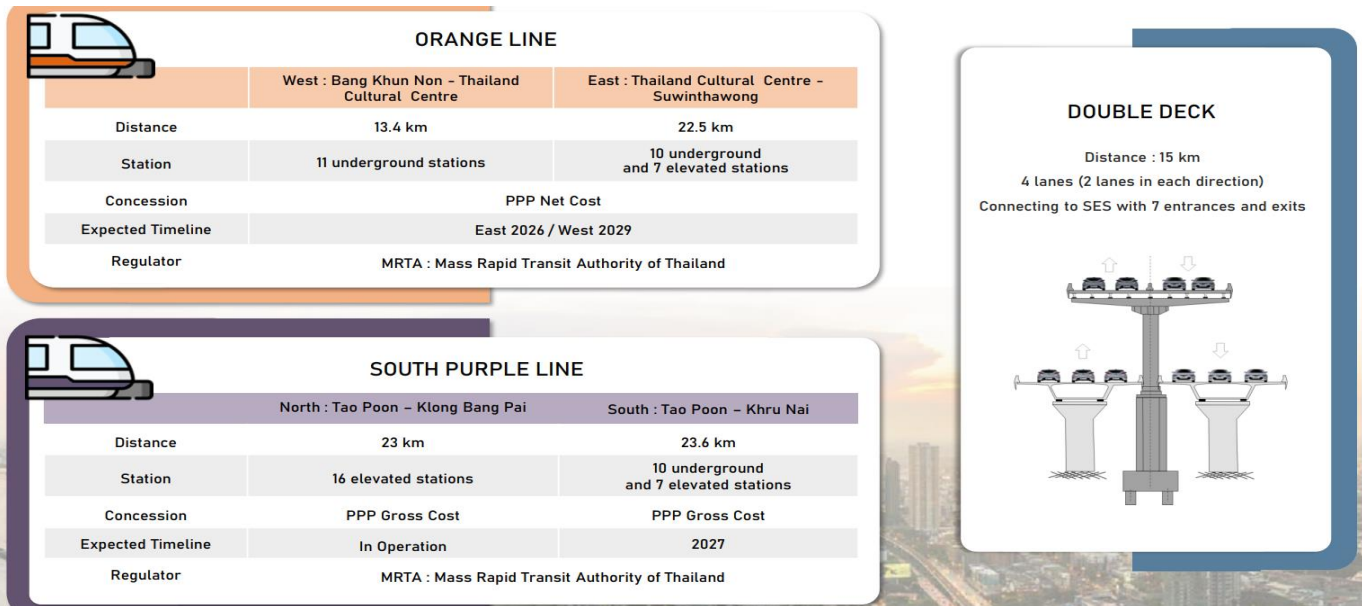 ORANGE LINE
West : Bang Khun Non - Thailand
Cultural Centre
East : Thailand Cultural Centre -
Suwinthawong
Distance
13.4 km
22.5 km
Station
11 underground stations
10 underground
and 7 elevated stations
Concession
PPP Net Cost
Expected Timeline
East 2026 / West 2029
Regulator
MRTA : Mass Rapid Transit Authority of Thailand
SOUTH PURPLE LINE
North : Tao Poon – Klong Bang Pai
South : Tao Poon – Khru Nai
Distance
23 km
23.6 km
Station
16 elevated stations
10 underground
and 7 elevated stations
Concession
PPP Gross Cost
PPP Gross Cost
Expected Timeline
In Operation
2027
Regulator
MRTA : Mass Rapid Transit Authority of Thailand
DOUBLE DECK
Distance : 15 km
4 lanes (2 lanes in each direction)
Connecting to SES with 7 entrances and exits